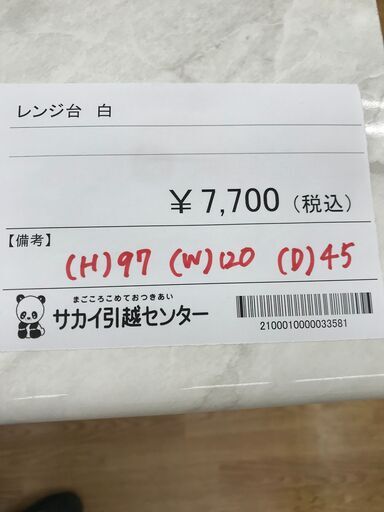 レンジ台　白
￥7,700（税込）
【備考】
(H)97 (W)120 (D)45
まごころこめておつきあい
サカイ引越センター
2100010000033581